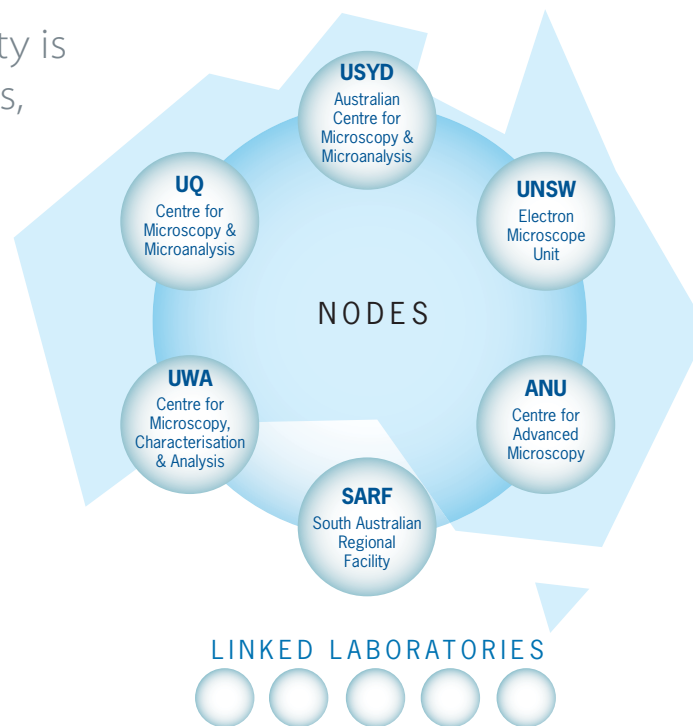 ty is
s,
USYD
Australian
Centre for
Microscopy &
Microanalysis
UQ
Centre for
Microscopy &
Microanalysis
UNSW
Electron
Microscope
Unit
NODES
UWA
Centre for
Microscopy,
Characterisation
& Analysis
ANU
Centre for
Advanced
Microscopy
SARF
South Australian
Regional
Facility
LINKED LABORATORIES